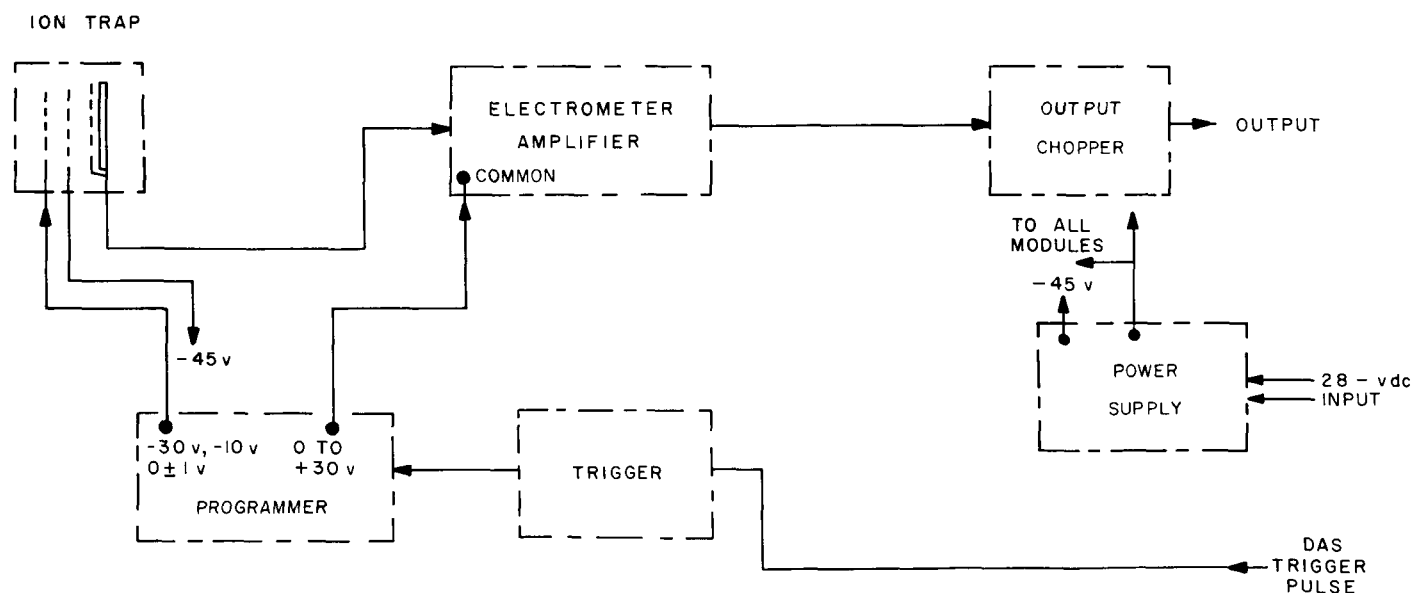 ION TRAP
ELECTROMETER
AMPLIFIER
COMMON
OUTPUT
CHOPPER
OUTPUT
TO ALL
MODULES
-45 v
-45 v
POWER
SUPPLY
28 - vdc
INPUT
-30 v, -10 v
0 ± 1 v
0 TO
+30 v
PROGRAMMER
TRIGGER
DAS
TRIGGER
PULSE